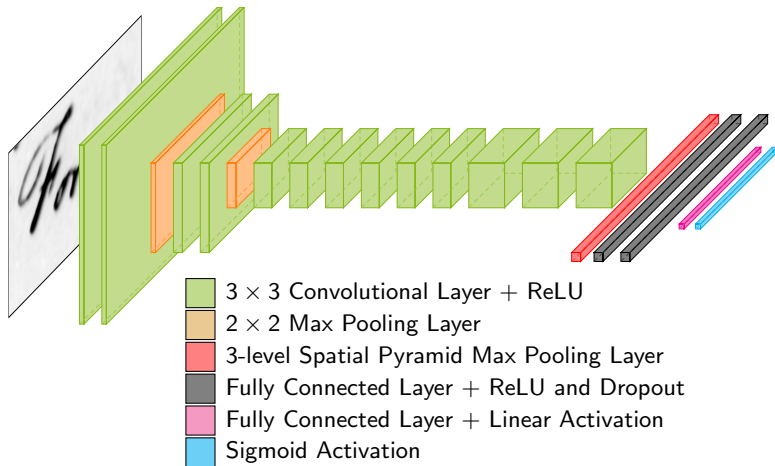 For
3 × 3 Convolutional Layer + ReLU
2 × 2 Max Pooling Layer
3-level Spatial Pyramid Max Pooling Layer
Fully Connected Layer + ReLU and Dropout
Fully Connected Layer + Linear Activation
Sigmoid Activation